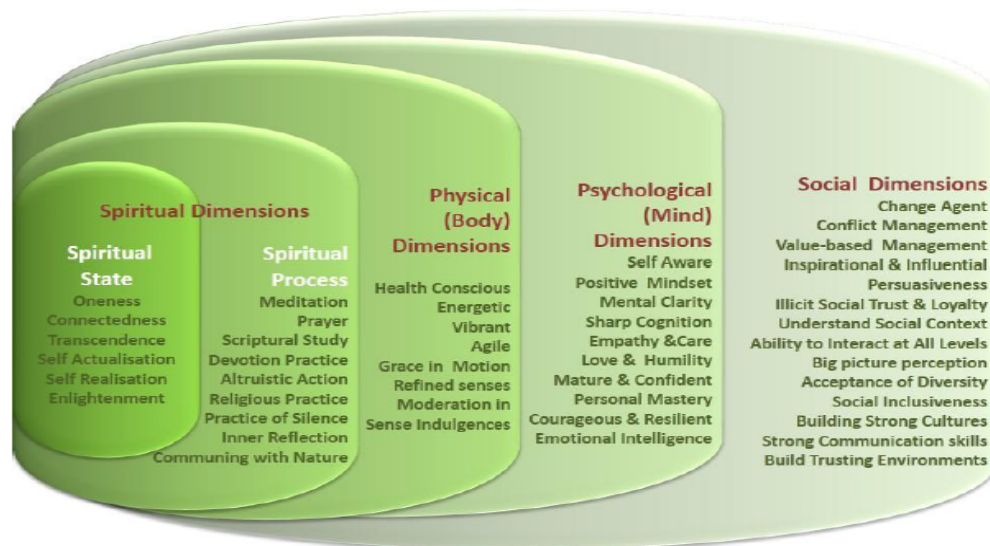 Spiritual Dimensions
Spiritual
State
Oneness
Connectedness
Transcendence
Self Actualisation
Self Realisation
Enlightenment
Spiritual
Process
Meditation
Prayer
Scriptural Study
Devotion Practice
Altruistic Action
Religious Practice
Practice of Silence
Inner Reflection
Communing with Nature
Physical
(Body)
Dimensions
Health Conscious
Energetic
Vibrant
Agile
Grace in Motion
Refined senses
Moderation in
Sense Indulgences
Psychological
(Mind)
Dimensions
Self Aware
Positive Mindset
Mental Clarity
Sharp Cognition
Empathy &Care
Love & Humility
Mature & Confident
Personal Mastery
Courageous & Resilient
Emotional Intelligence
Social Dimensions
Change Agent
Conflict Management
Value-based Management
Inspirational & Influential
Persuasiveness
Illicit Social Trust & Loyalty
Understand Social Context
Ability to Interact at All Levels
Big picture perception
Acceptance of Diversity
Social Inclusiveness
Building Strong Cultures
Strong Communication skills
Build Trusting Environments